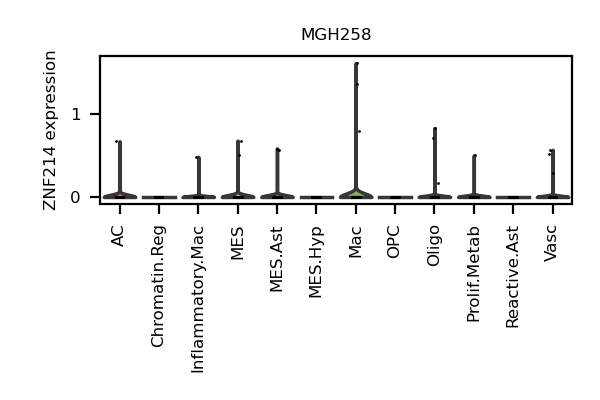 MGH258
ZNF214 expression
1
0
AC
Chromatin.Reg
Inflammatory.Mac
MES
MES.Ast
MES.Hyp
Mac
OPC
Oligo
Prolif.Metab
Reactive.Ast
Vasc